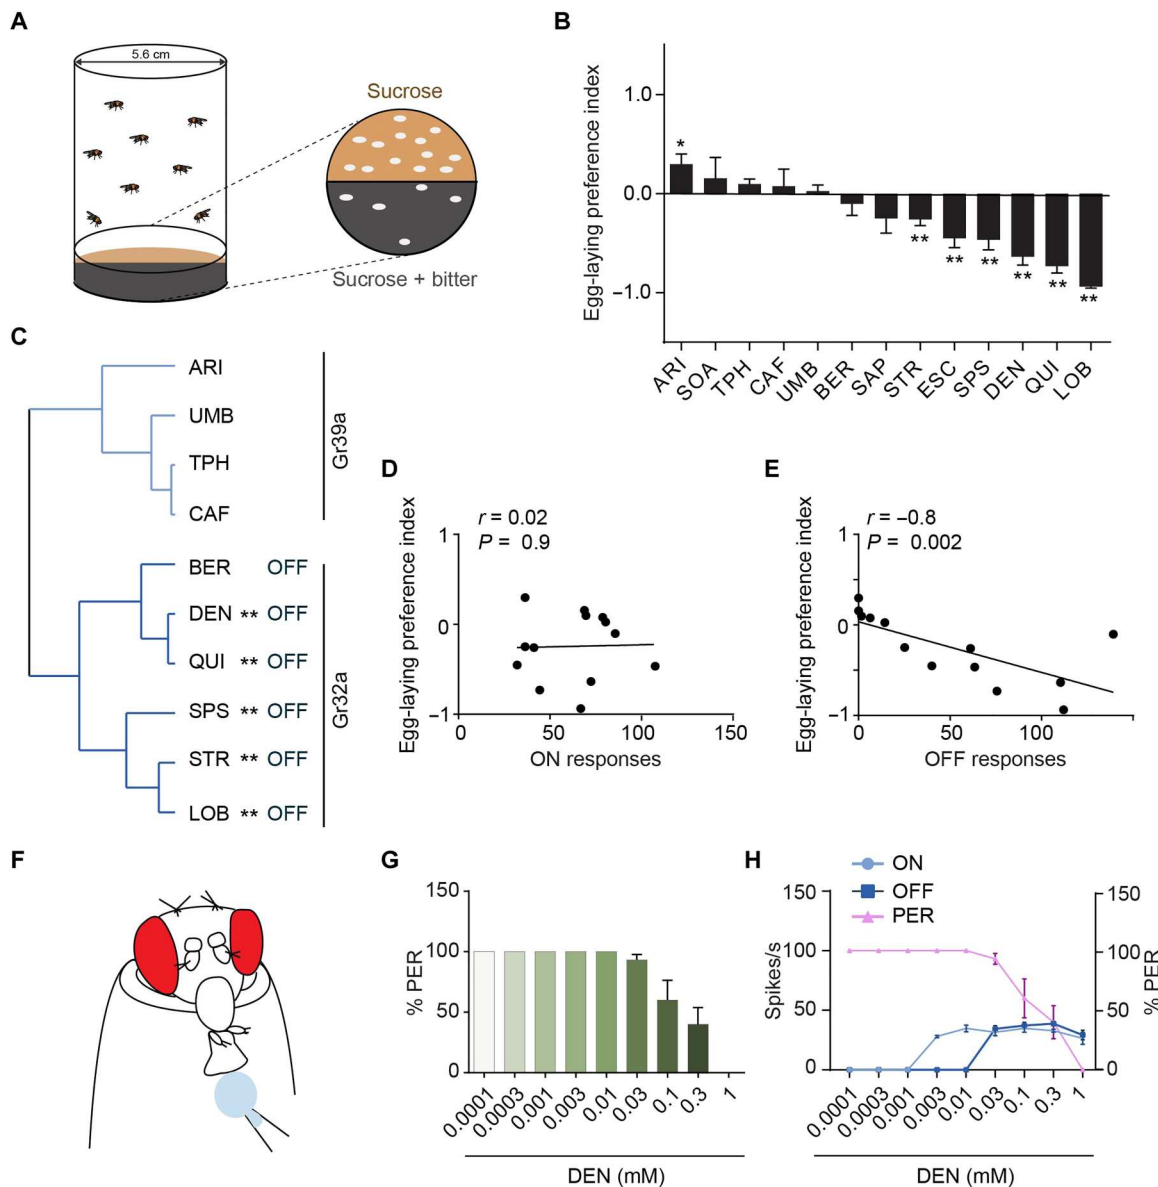 A
5.6 cm
Sucrose
Sucrose + bitter
B
Egg-laying preference index
1.0
0.0
−1.0
*
**
**
**
**
**
**
ARI
SOA
TPH
CAF
UMB
BER
SAP
STR
ESC
SPS
DEN
QUI
LOB
C
ARI
UMB
TPH
CAF
Gr39a
BER OFF
DEN ** OFF
QUI ** OFF
SPS ** OFF
STR ** OFF
LOB ** OFF
Gr32a
D
r = 0.02
P = 0.9
Egg-laying preference index
1
0
−1
50
100
150
ON responses
E
r = −0.8
P = 0.002
Egg-laying preference index
1
0
−1
0
50
100
OFF responses
F
G
% PER
150
100
50
0
0.0001
0.0003
0.001
0.003
0.01
0.03
0.1
0.3
1
DEN (mM)
H
ON
OFF
PER
Spikes/s
150
100
50
0
150
100
50
0
% PER
0.0001
0.0003
0.001
0.003
0.01
0.03
0.1
0.3
1
DEN (mM)